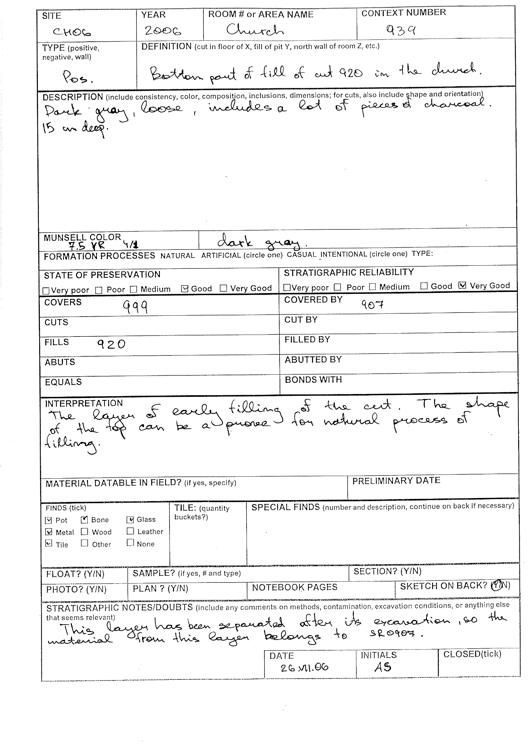 SITE YEAR ROOM # or AREA NAME CONTEXT NUMBER
CH06 2006 Church 939
TYPE (positive, negative, wall) DEFINITION (cut in floor of X, fill of pit Y, north wall of room Z, etc.)
Pos. Bottom part of fill of cut 920 in the church.
DESCRIPTION (include consistency, color, composition, inclusions, dimensions; for cuts, also include shape and orientation)
Dark gray, loose, includes a lot of pieces of charcoal.
15 cm deep.
MUNSELL COLOR
7.5 YR 4/1 dark gray.
FORMATION PROCESSES NATURAL ARTIFICIAL (circle one) CASUAL INTENTIONAL (circle one) TYPE:
STATE OF PRESERVATION STRATIGRAPHIC RELIABILITY
Very poor Poor Medium Good Very Good Very poor Poor Medium Good Very Good
COVERS 999 COVERED BY 907
CUTS CUT BY
FILLS 920 FILLED BY
ABUTS ABUTTED BY
EQUALS BONDS WITH
INTERPRETATION
The layer of early filling of the cut. The shape
of the top can be a for natural process of
filling.
MATERIAL DATABLE IN FIELD? (if yes, specify) PRELIMINARY DATE
FINDS (tick) TILE: (quantity buckets?) SPECIAL FINDS (number and description, continue on back if necessary)
Pot Bone Glass
Metal Wood Leather
Tile Other None
FLOAT? (Y/N) SAMPLE? (if yes, # and type) SECTION? (Y/N)
PHOTO? (Y/N) PLAN ? (Y/N) NOTEBOOK PAGES SKETCH ON BACK? (Y/N)
STRATIGRAPHIC NOTES/DOUBTS (include any comments on methods, contamination, excavation conditions, or anything else
that seems relevant)
This layer has been separated after its excavation, so the
material from this layer belongs to SR0907.
DATE INITIALS CLOSED(tick)
26.VII.06 AS